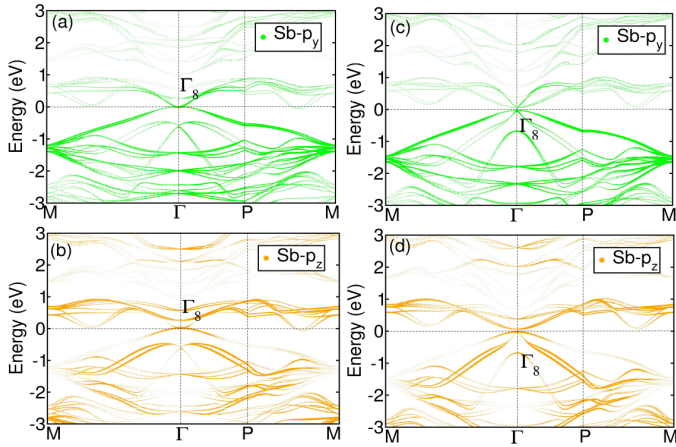 (a)
Sb-p_y
Γ_8
Energy (eV)
3
2
1
0
-1
-2
-3
M Γ P M
(c)
Sb-p_y
Γ_8
Energy (eV)
3
2
1
0
-1
-2
-3
M Γ P M
(b)
Sb-p_z
Γ_8
Energy (eV)
3
2
1
0
-1
-2
-3
M Γ P M
(d)
Sb-p_z
Γ_8
Energy (eV)
3
2
1
0
-1
-2
-3
M Γ P M